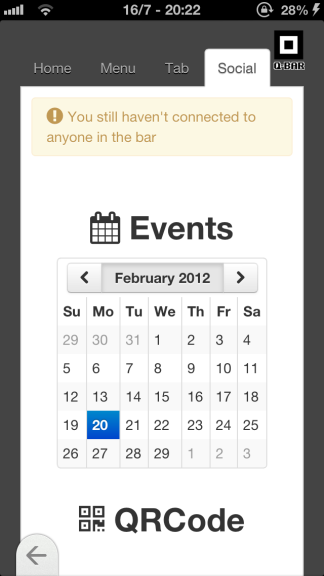 16/7 - 20:22 28%
Home Menu Tab Social
Q-BAR
You still haven't connected to
anyone in the bar
Events
February 2012
Su Mo Tu We Th Fr Sa
29 30 31 1 2 3 4
5 6 7 8 9 10 11
12 13 14 15 16 17 18
19 20 21 22 23 24 25
26 27 28 29 1 2 3
QRCode